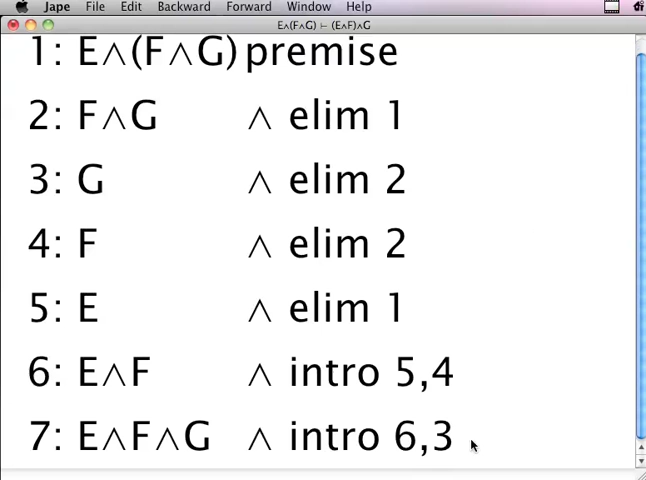 Jape File Edit Backward Forward Window Help
E∧(F∧G) ⊢ (E∧F)∧G
1: E∧(F∧G) premise
2: F∧G ∧ elim 1
3: G ∧ elim 2
4: F ∧ elim 2
5: E ∧ elim 1
6: E∧F ∧ intro 5,4
7: E∧F∧G ∧ intro 6,3